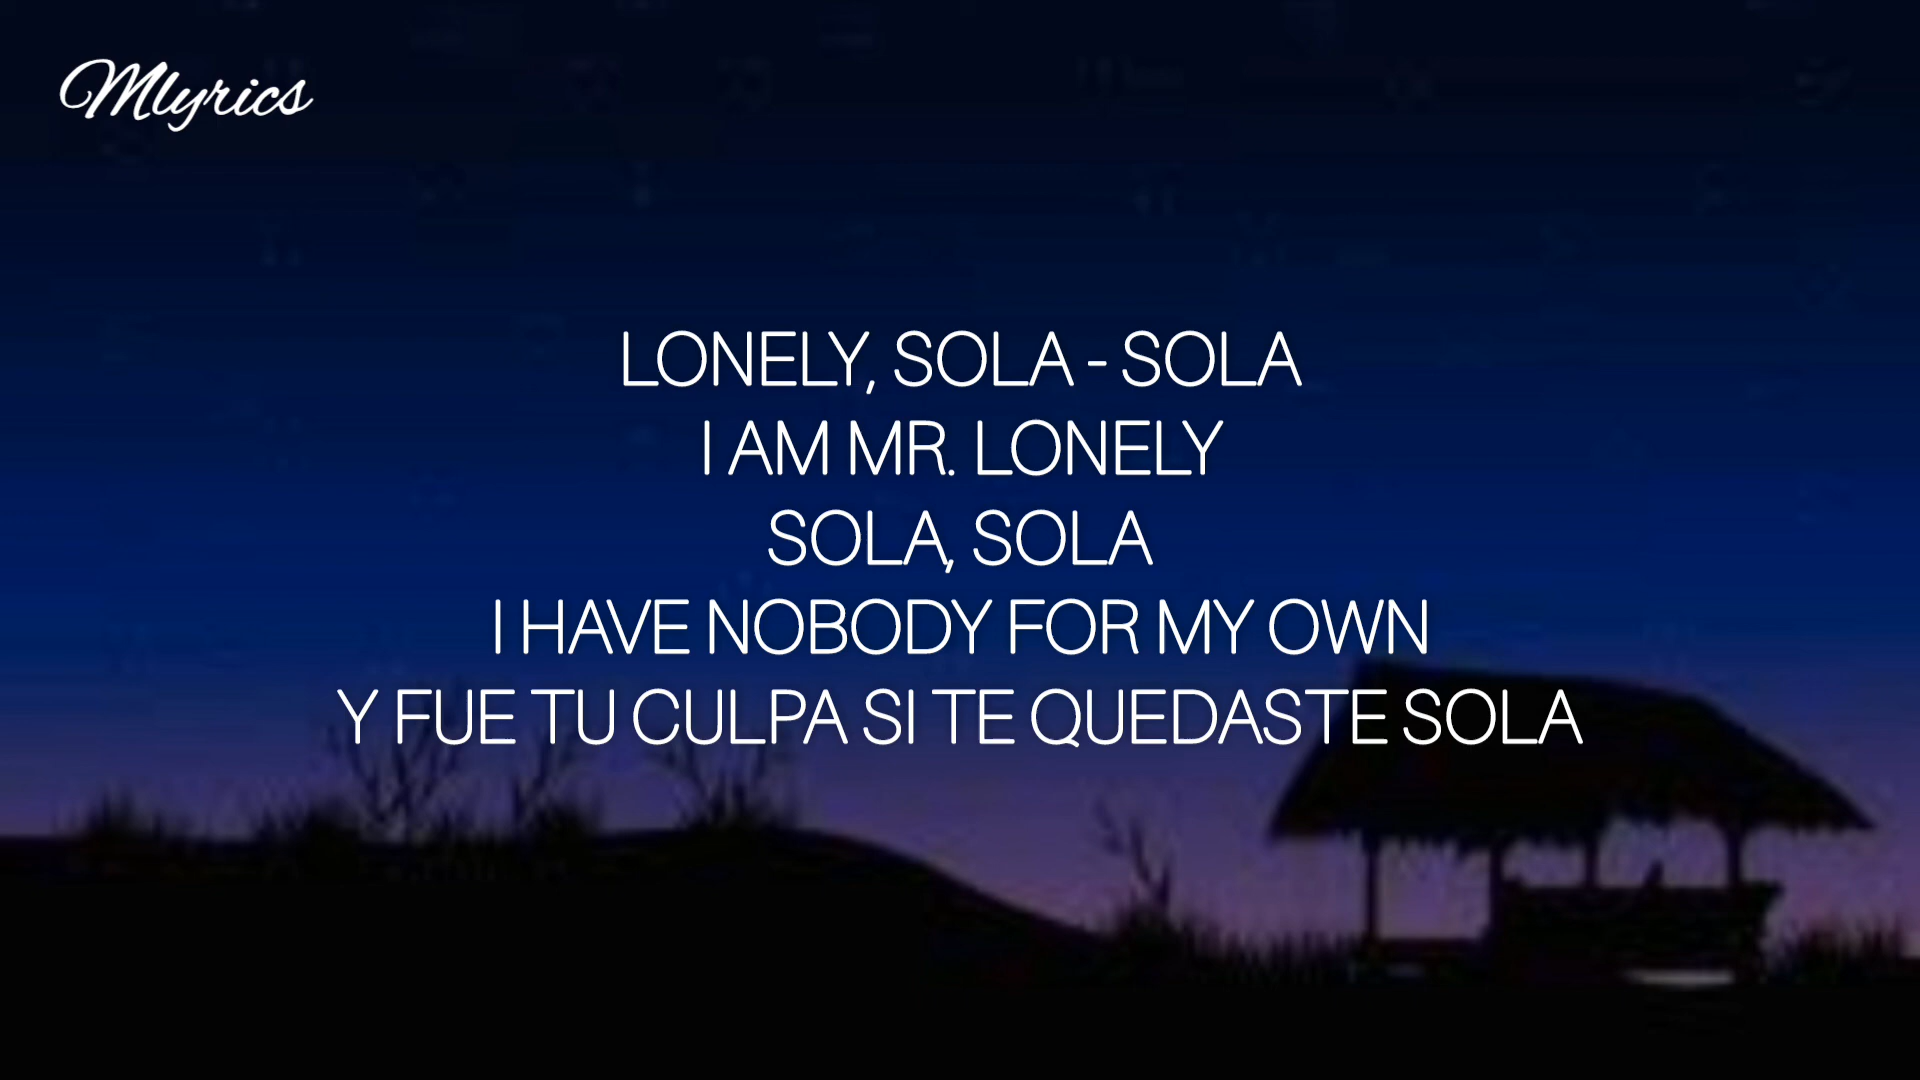 Mlyrics
LONELY, SOLA - SOLA
I AM MR. LONELY
SOLA, SOLA
I HAVE NOBODY FOR MY OWN
Y FUE TU CULPA SI TE QUEDASTE SOLA